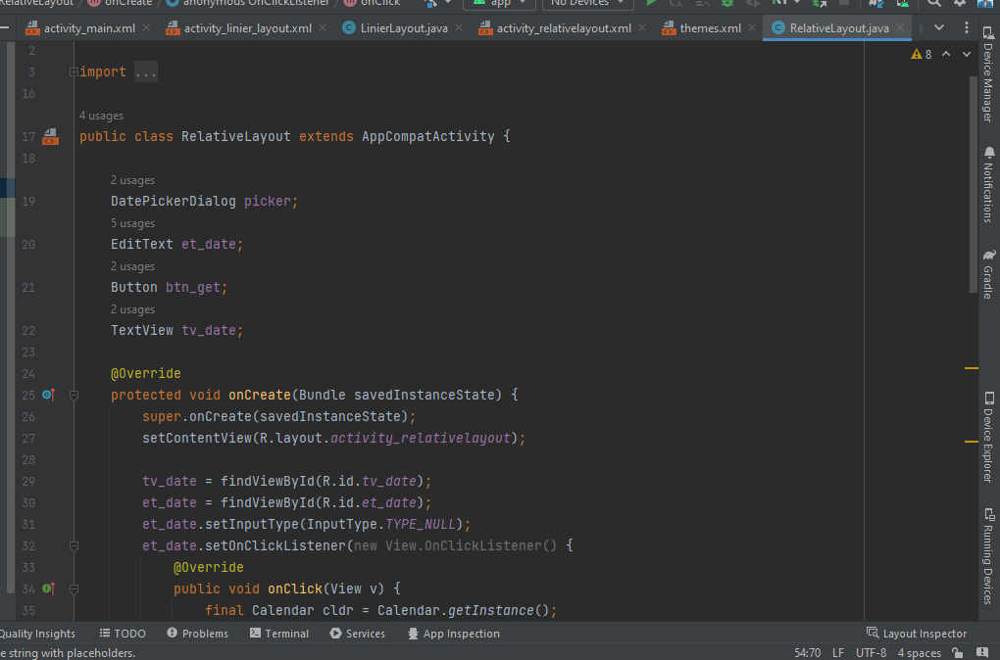 RelativeLayout onCreate anonymous OnClickListener onClick app No Devices
activity_main.xml activity_linier_layout.xml LinierLayout.java activity_relativelayout.xml themes.xml RelativeLayout.java
8
2
3 import ...
16
4 usages
17 public class RelativeLayout extends AppCompatActivity {
18
2 usages
19 DatePickerDialog picker;
5 usages
20 EditText et_date;
2 usages
21 Button btn_get;
2 usages
22 TextView tv_date;
23
24 @Override
25 protected void onCreate(Bundle savedInstanceState) {
26 super.onCreate(savedInstanceState);
27 setContentView(R.layout.activity_relativelayout);
28
29 tv_date = findViewById(R.id.tv_date);
30 et_date = findViewById(R.id.et_date);
31 et_date.setInputType(InputType.TYPE_NULL);
32 et_date.setOnClickListener(new View.OnClickListener() {
33 @Override
34 public void onClick(View v) {
35 final Calendar cldr = Calendar.getInstance();
Device Manager
Notifications
Gradle
Device Explorer
Running Devices
Quality Insights TODO Problems Terminal Services App Inspection Layout Inspector
e string with placeholders. 54:70 LF UTF-8 4 spaces